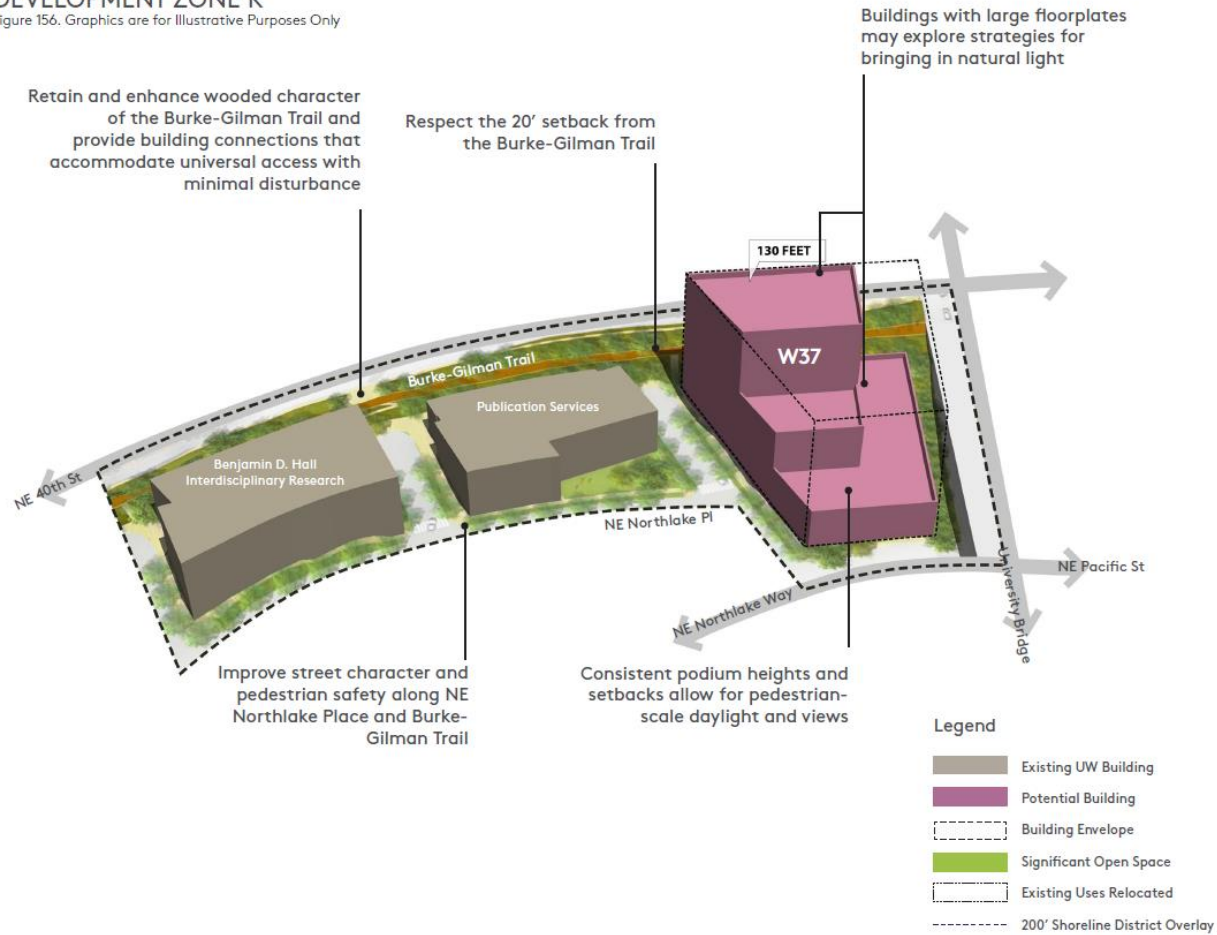 DEVELOPMENT ZONE K
Figure 156. Graphics are for Illustrative Purposes Only
Buildings with large floorplates
may explore strategies for
bringing in natural light
Retain and enhance wooded character
of the Burke-Gilman Trail and
provide building connections that
accommodate universal access with
minimal disturbance
Respect the 20' setback from
the Burke-Gilman Trail
130 FEET
W37
Burke-Gilman Trail
Publication Services
Benjamin D. Hall
Interdisciplinary Research
NE 40th St
NE Northlake Pl
NE Northlake Way
NE Pacific St
University Bridge
Improve street character and
pedestrian safety along NE
Northlake Place and Burke-
Gilman Trail
Consistent podium heights and
setbacks allow for pedestrian-
scale daylight and views
Legend
Existing UW Building
Potential Building
Building Envelope
Significant Open Space
Existing Uses Relocated
200' Shoreline District Overlay